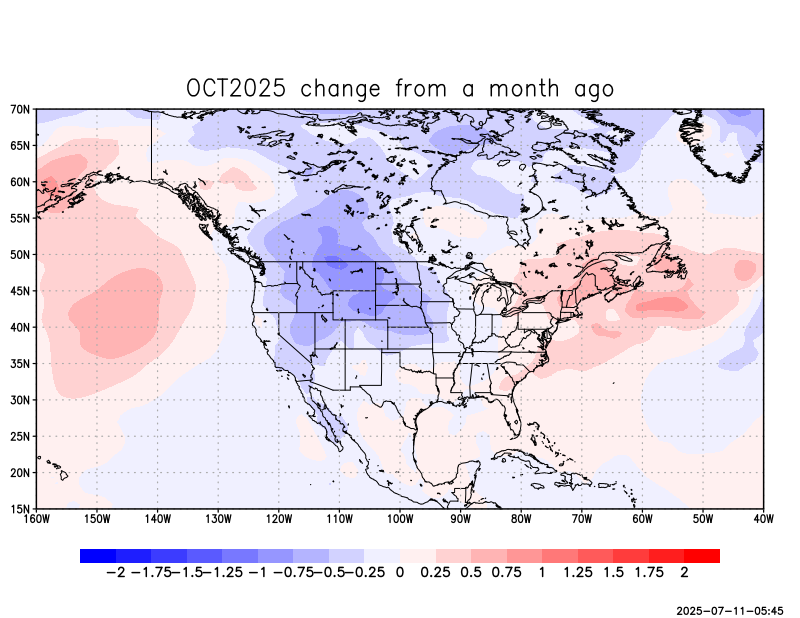 OCT2025 change from a month ago
70N
65N
60N
55N
50N
45N
40N
35N
30N
25N
20N
15N
160W 150W 140W 130W 120W 110W 100W 90W 80W 70W 60W 50W 40W
−2 −1.75 −1.5 −1.25 −1 −0.75 −0.5 −0.25 0 0.25 0.5 0.75 1 1.25 1.5 1.75 2
2025-07-11-05:45